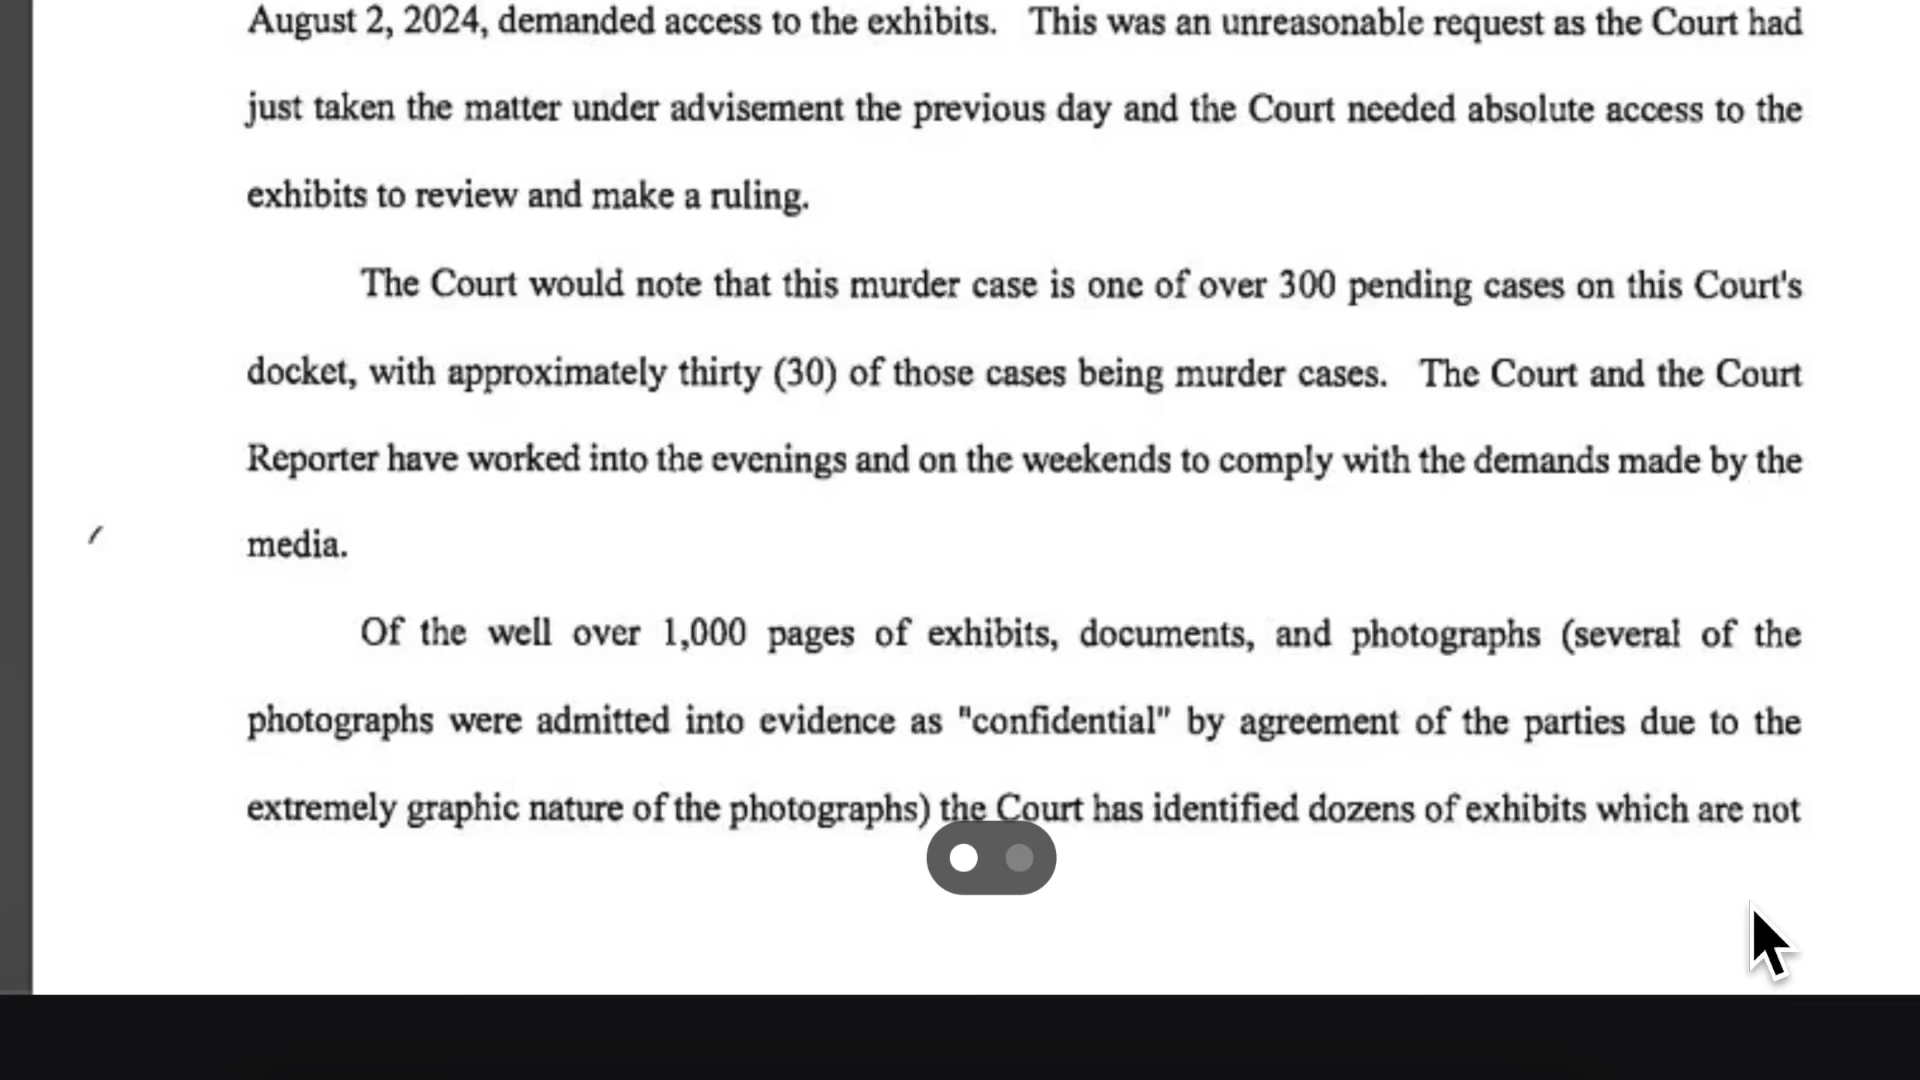 August 2, 2024, demanded access to the exhibits. This was an unreasonable request as the Court had
just taken the matter under advisement the previous day and the Court needed absolute access to the
exhibits to review and make a ruling.
The Court would note that this murder case is one of over 300 pending cases on this Court's
docket, with approximately thirty (30) of those cases being murder cases. The Court and the Court
Reporter have worked into the evenings and on the weekends to comply with the demands made by the
media.
Of the well over 1,000 pages of exhibits, documents, and photographs (several of the
photographs were admitted into evidence as "confidential" by agreement of the parties due to the
extremely graphic nature of the photographs) the Court has identified dozens of exhibits which are not